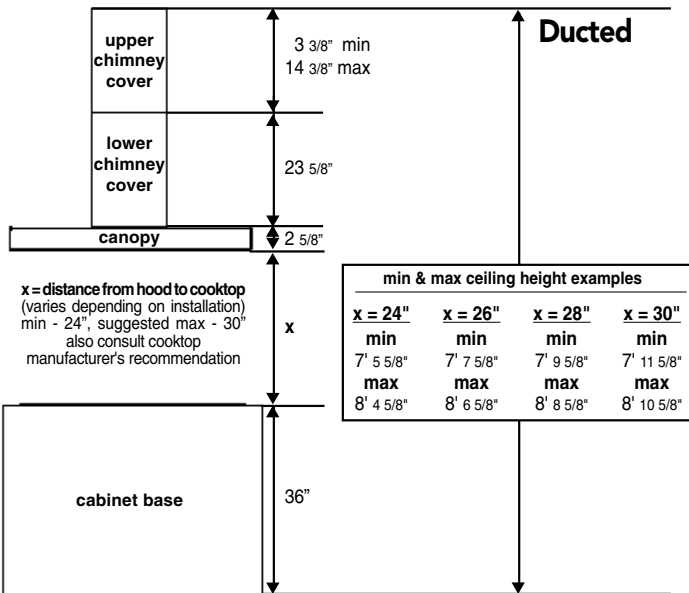 Ducted
upper
chimney
cover
3 3/8" min
14 3/8" max
lower
chimney
cover
23 5/8"
canopy
2 5/8"
x = distance from hood to cooktop
(varies depending on installation)
min - 24", suggested max - 30"
also consult cooktop
manufacturer's recommendation
x
min & max ceiling height examples
x = 24" x = 26" x = 28" x = 30"
min min min min
7' 5 5/8" 7' 7 5/8" 7' 9 5/8" 7' 11 5/8"
max max max max
8' 4 5/8" 8' 6 5/8" 8' 8 5/8" 8' 10 5/8"
cabinet base
36”